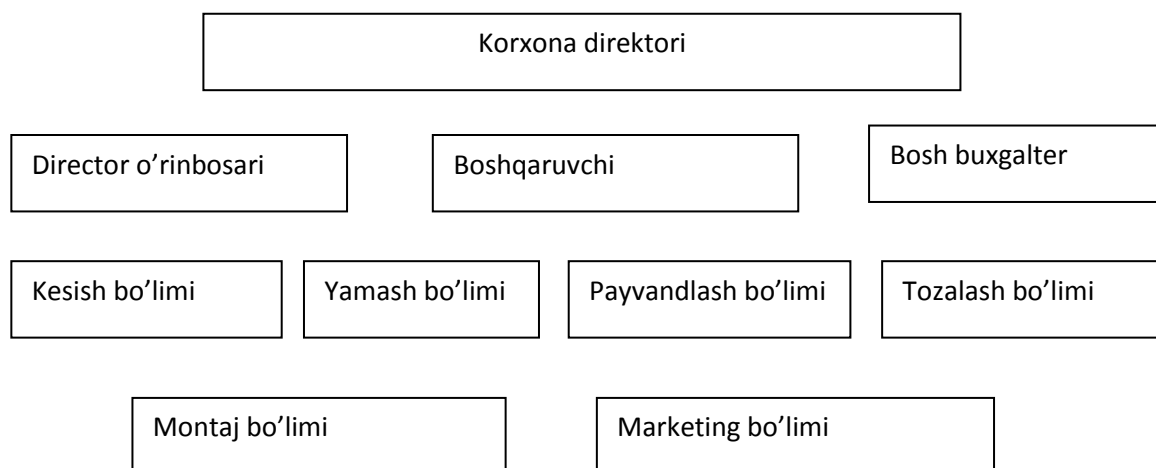 Korxona direktori
Director o’rinbosari
Boshqaruvchi
Bosh buxgalter
Kesish bo’limi
Yamash bo’limi
Payvandlash bo’limi
Tozalash bo’limi
Montaj bo’limi
Marketing bo’limi